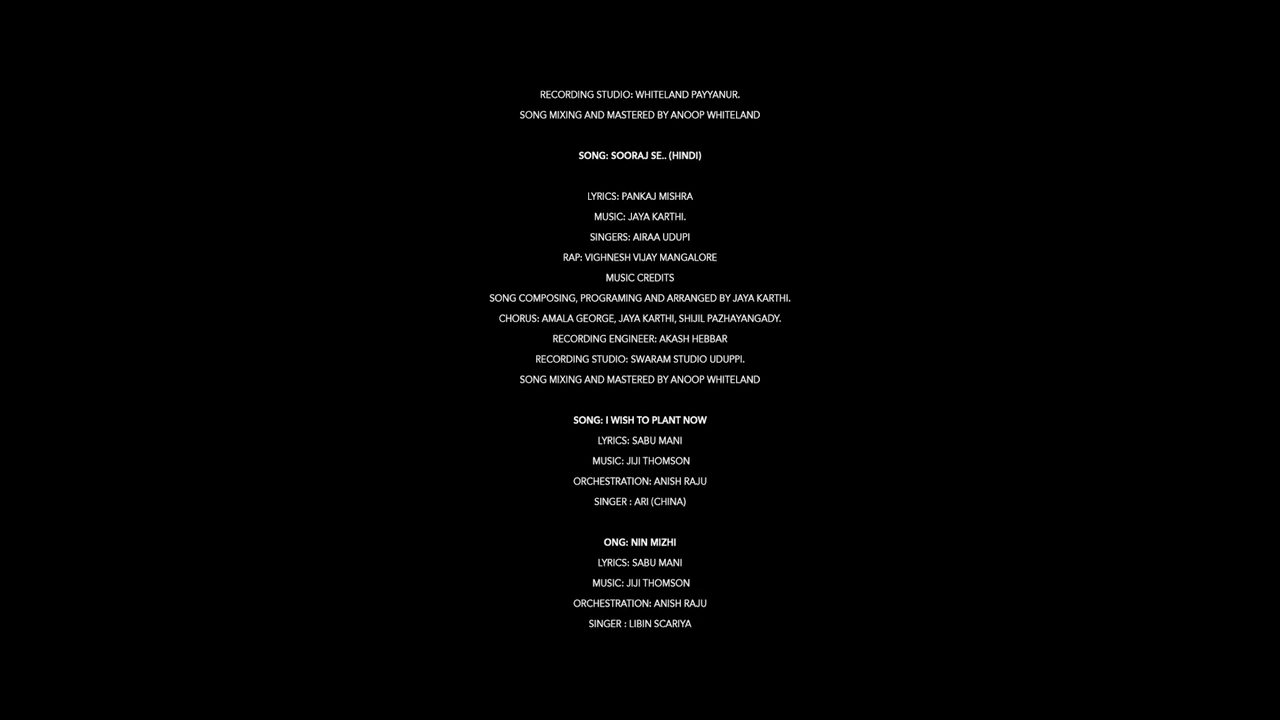 RECORDING STUDIO: WHITELAND PAYYANUR.
SONG MIXING AND MASTERED BY ANOOP WHITELAND
SONG: SOORAJ SE.. (HINDI)
LYRICS: PANKAJ MISHRA
MUSIC: JAYA KARTHI.
SINGERS: AIRAA UDUPI
RAP: VIGHNESH VIJAY MANGALORE
MUSIC CREDITS
SONG COMPOSING, PROGRAMING AND ARRANGED BY JAYA KARTHI.
CHORUS: AMALA GEORGE, JAYA KARTHI, SHIJIL PAZHAYANGADY.
RECORDING ENGINEER: AKASH HEBBAR
RECORDING STUDIO: SWARAM STUDIO UDUPPI.
SONG MIXING AND MASTERED BY ANOOP WHITELAND
SONG: I WISH TO PLANT NOW
LYRICS: SABU MANI
MUSIC: JIJI THOMSON
ORCHESTRATION: ANISH RAJU
SINGER : ARI (CHINA)
ONG: NIN MIZHI
LYRICS: SABU MANI
MUSIC: JIJI THOMSON
ORCHESTRATION: ANISH RAJU
SINGER : LIBIN SCARIYA